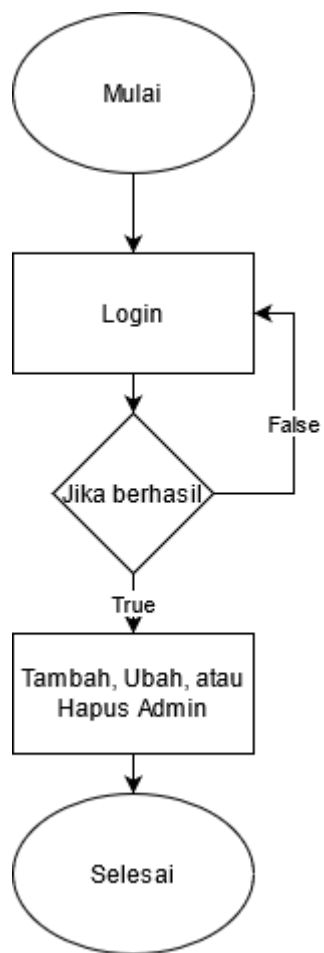 Mulai
Login
False
Jika berhasil
True
Tambah, Ubah, atau
Hapus Admin
Selesai